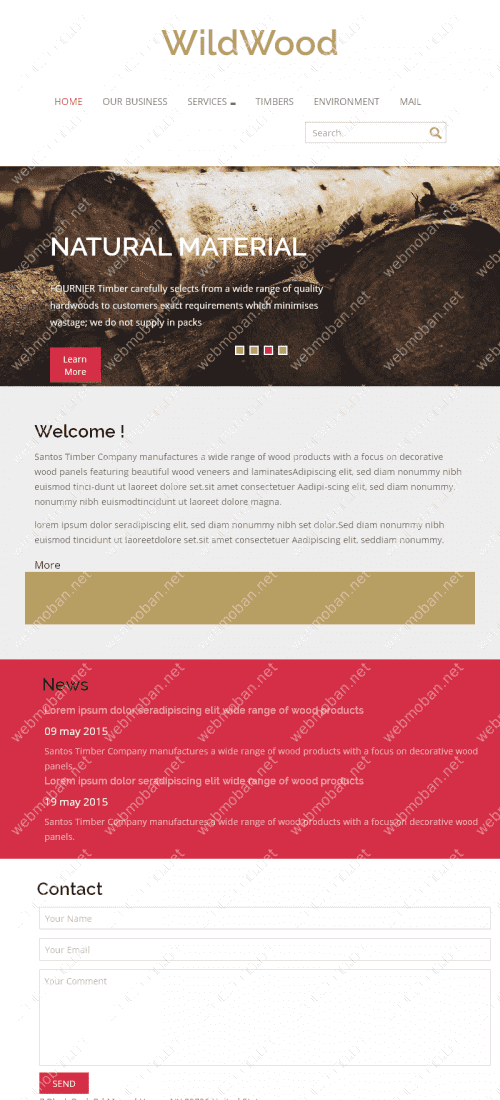 WildWood
HOME OUR BUSINESS SERVICES TIMBERS ENVIRONMENT MAIL
Search..
NATURAL MATERIAL
FOURNIER Timber carefully selects from a wide range of quality
hardwoods to customers exact requirements which minimises
wastage; we do not supply in packs
Learn
More
Welcome !
Santos Timber Company manufactures a wide range of wood products with a focus on decorative
wood panels featuring beautiful wood veneers and laminatesAdipiscing elit, sed diam nonummy nibh
euismod tinci-dunt ut laoreet dolore set.sit amet consectetuer Aadipi-scing elit, sed diam nonummy.
nonummy nibh euismodtincidunt ut laoreet dolore magna.
lorem ipsum dolor seradipiscing elit, sed diam nonummy nibh set dolor.Sed diam nonummy nibh
euismod tincidunt ut laoreetdolore set.sit amet consectetuer Aadipiscing elit, seddiam nonummy.
More
News
Lorem ipsum dolor seradipiscing elit wide range of wood products
09 may 2015
Santos Timber Company manufactures a wide range of wood products with a focus on decorative wood
panels.
Lorem ipsum dolor seradipiscing elit wide range of wood products
19 may 2015
Santos Timber Company manufactures a wide range of wood products with a focus on decorative wood
panels.
Contact
Your Name
Your Email
Your Comment
SEND
webmoban.net